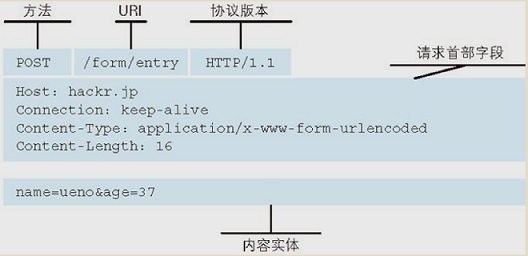 方法 URI 协议版本
请求首部字段
POST /form/entry HTTP/1.1
Host: hackr.jp
Connection: keep-alive
Content-Type: application/x-www-form-urlencoded
Content-Length: 16
name=ueno&age=37
内容实体